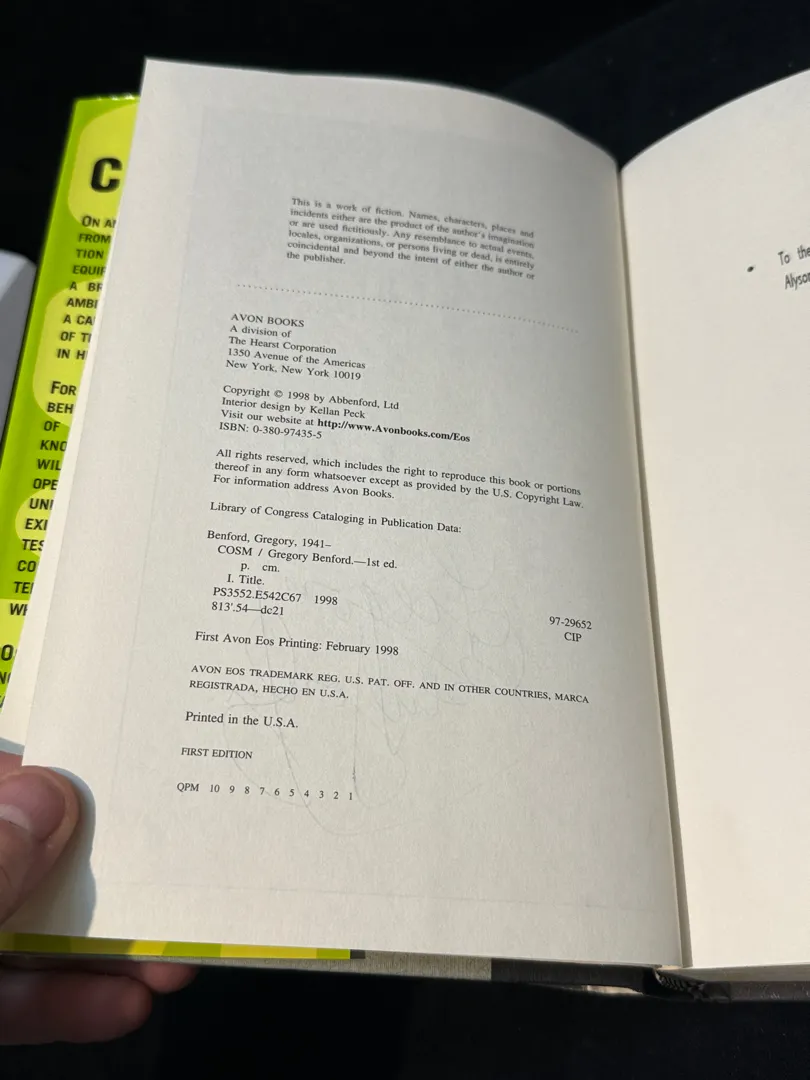 C
ON A
FROM
TION
EQUIP
A BR
AMBI
A CA
OF T
IN H
FOR
BEH
OF
KNO
WIL
OPE
UNI
EXI
TES
CO
TE
WH
This is a work of fiction. Names, characters, places and
incidents either are the product of the author's imagination
or are used fictitiously. Any resemblance to actual events,
locales, organizations, or persons living or dead, is entirely
coincidental and beyond the intent of either the author or
the publisher.
AVON BOOKS
A division of
The Hearst Corporation
1350 Avenue of the Americas
New York, New York 10019
Copyright © 1998 by Abbenford, Ltd
Interior design by Kellan Peck
Visit our website at http://www.Avonbooks.com/Eos
ISBN: 0-380-97435-5
All rights reserved, which includes the right to reproduce this book or portions
thereof in any form whatsoever except as provided by the U.S. Copyright Law.
For information address Avon Books.
Library of Congress Cataloging in Publication Data:
Benford, Gregory, 1941–
COSM / Gregory Benford.—1st ed.
p. cm.
I. Title.
PS3552.E542C67 1998
813'.54—dc21
97-29652
CIP
First Avon Eos Printing: February 1998
AVON EOS TRADEMARK REG. U.S. PAT. OFF. AND IN OTHER COUNTRIES, MARCA
REGISTRADA, HECHO EN U.S.A.
Printed in the U.S.A.
FIRST EDITION
QPM 10 9 8 7 6 5 4 3 2 1
To the
Alyson